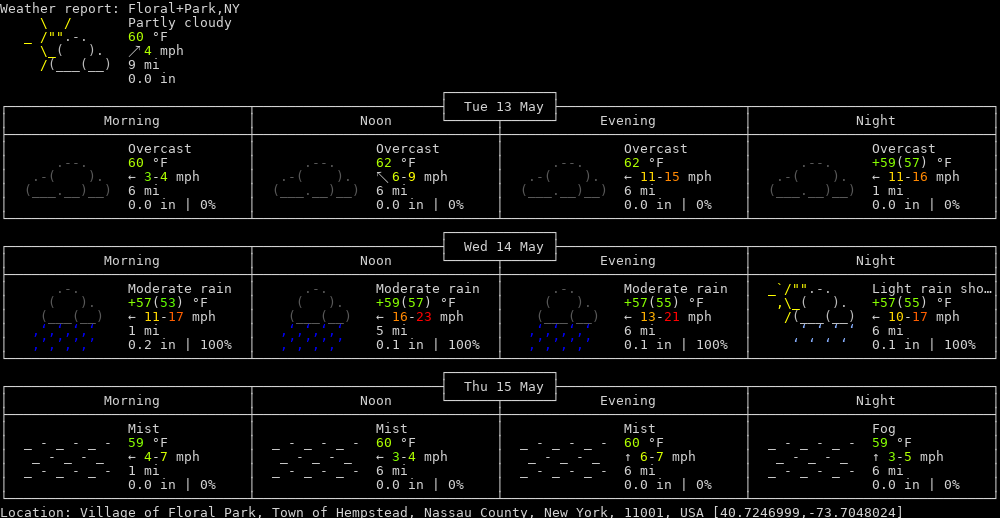 Weather report: Floral+Park,NY
Partly cloudy
60 °F
↗ 4 mph
9 mi
0.0 in
Tue 13 May
Morning Noon Evening Night
Overcast Overcast Overcast Overcast
60 °F 62 °F 62 °F +59(57) °F
← 3-4 mph ↖ 6-9 mph ← 11-15 mph ← 11-16 mph
6 mi 6 mi 6 mi 1 mi
0.0 in | 0% 0.0 in | 0% 0.0 in | 0% 0.0 in | 0%
Wed 14 May
Morning Noon Evening Night
Moderate rain Moderate rain Moderate rain Light rain sho…
+57(53) °F +59(57) °F +57(55) °F +57(55) °F
← 11-17 mph ← 16-23 mph ← 13-21 mph ← 10-17 mph
1 mi 5 mi 6 mi 6 mi
0.2 in | 100% 0.1 in | 100% 0.1 in | 100% 0.1 in | 100%
Thu 15 May
Morning Noon Evening Night
Mist Mist Mist Fog
59 °F 60 °F 60 °F 59 °F
← 4-7 mph ← 3-4 mph ↑ 6-7 mph ↑ 3-5 mph
1 mi 6 mi 6 mi 6 mi
0.0 in | 0% 0.0 in | 0% 0.0 in | 0% 0.0 in | 0%
Location: Village of Floral Park, Town of Hempstead, Nassau County, New York, 11001, USA [40.7246999,-73.7048024]